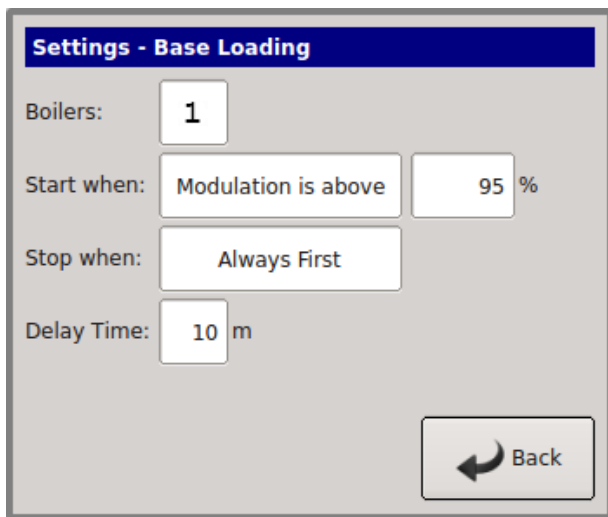 Settings - Base Loading
Boilers: 1
Start when: Modulation is above 95 %
Stop when: Always First
Delay Time: 10 m
Back